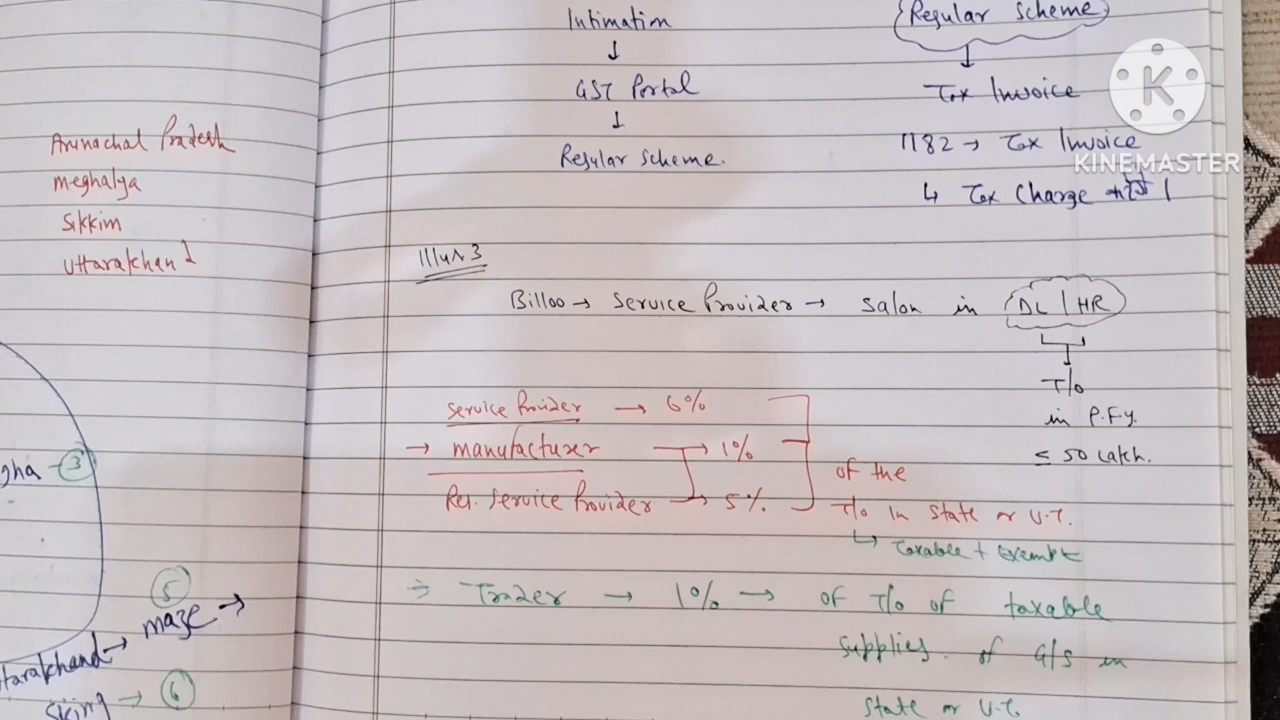 Arunachal Pradesh
Meghalya
Sikkim
Uttarakhand
gha - 3
5
maze →
tarakhand →
6
Intimation
↓
GST Portal
↓
Regular Scheme.
Regular Scheme
↓
Tax Invoice
1182 → Tax Invoice
↳ Tax Charge
Illus 3
Billoo → Service Provider → Salon in DL / HR
T/o
in P.F.y.
≤ 50 Lakh.
Service Provider → 6%
→ manufacturer → 1%
Res. Service Provider → 5%.
of the
T/o in State or U.T.
↳ Taxable + Exempt
⇒ Trader → 1% → of T/o of taxable
supplies. of G/S in
State or U.T.
K
KINEMASTER